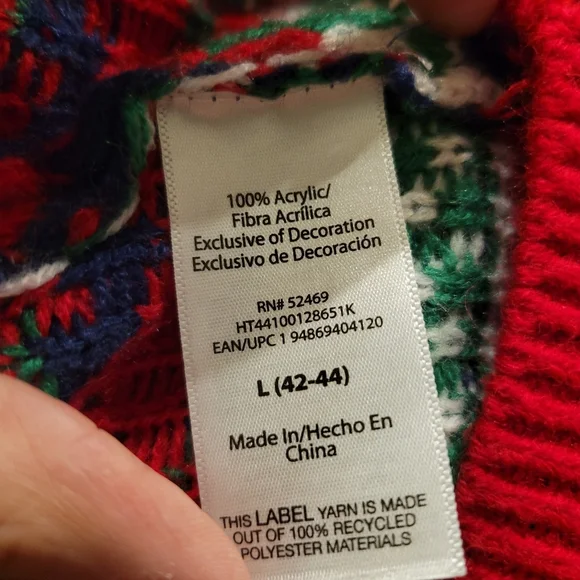 100% Acrylic/
Fibra Acrílica
Exclusive of Decoration
Exclusivo de Decoración
RN# 52469
HT44100128651K
EAN/UPC 1 94869404120
L (42-44)
Made In/Hecho En
China
THIS LABEL YARN IS MADE
OUT OF 100% RECYCLED
POLYESTER MATERIALS